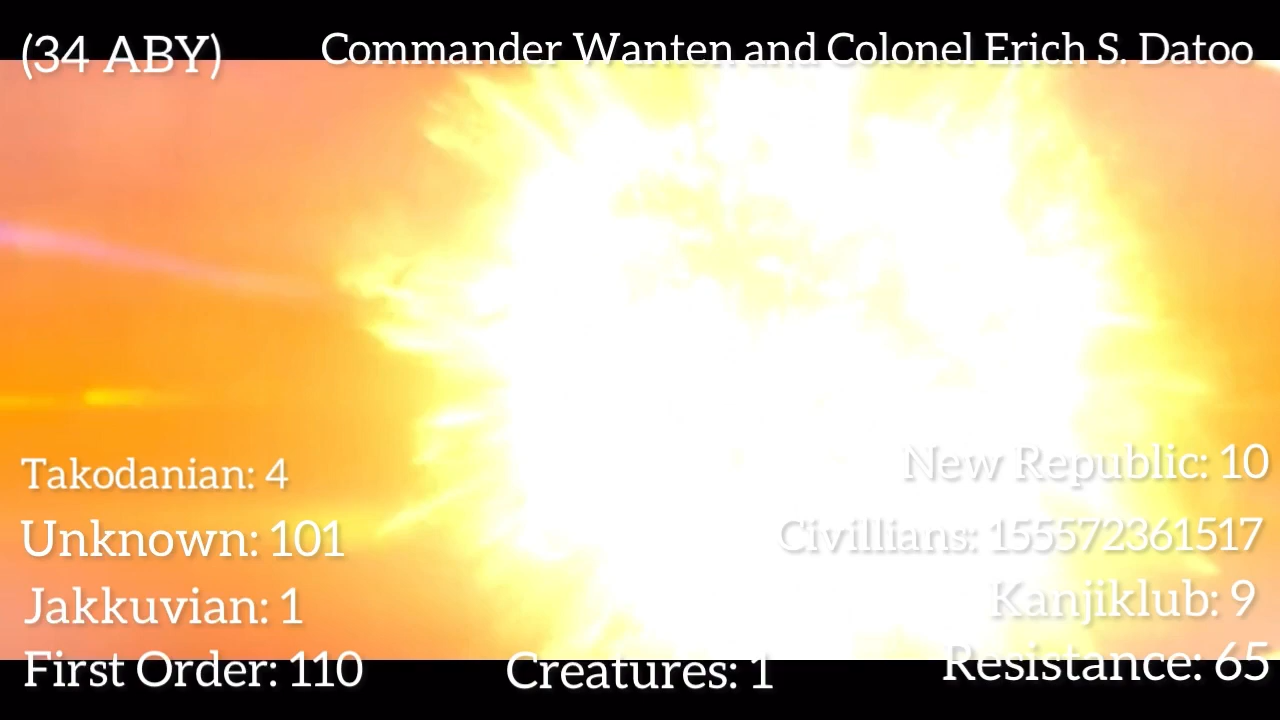 (34 ABY)
Commander Wanten and Colonel Erich S. Datoo
Takodanian: 4
New Republic: 10
Unknown: 101
Civillians: 155572361517
Jakkuvian: 1
Kanjiklub: 9
First Order: 110
Creatures: 1
Resistance: 65